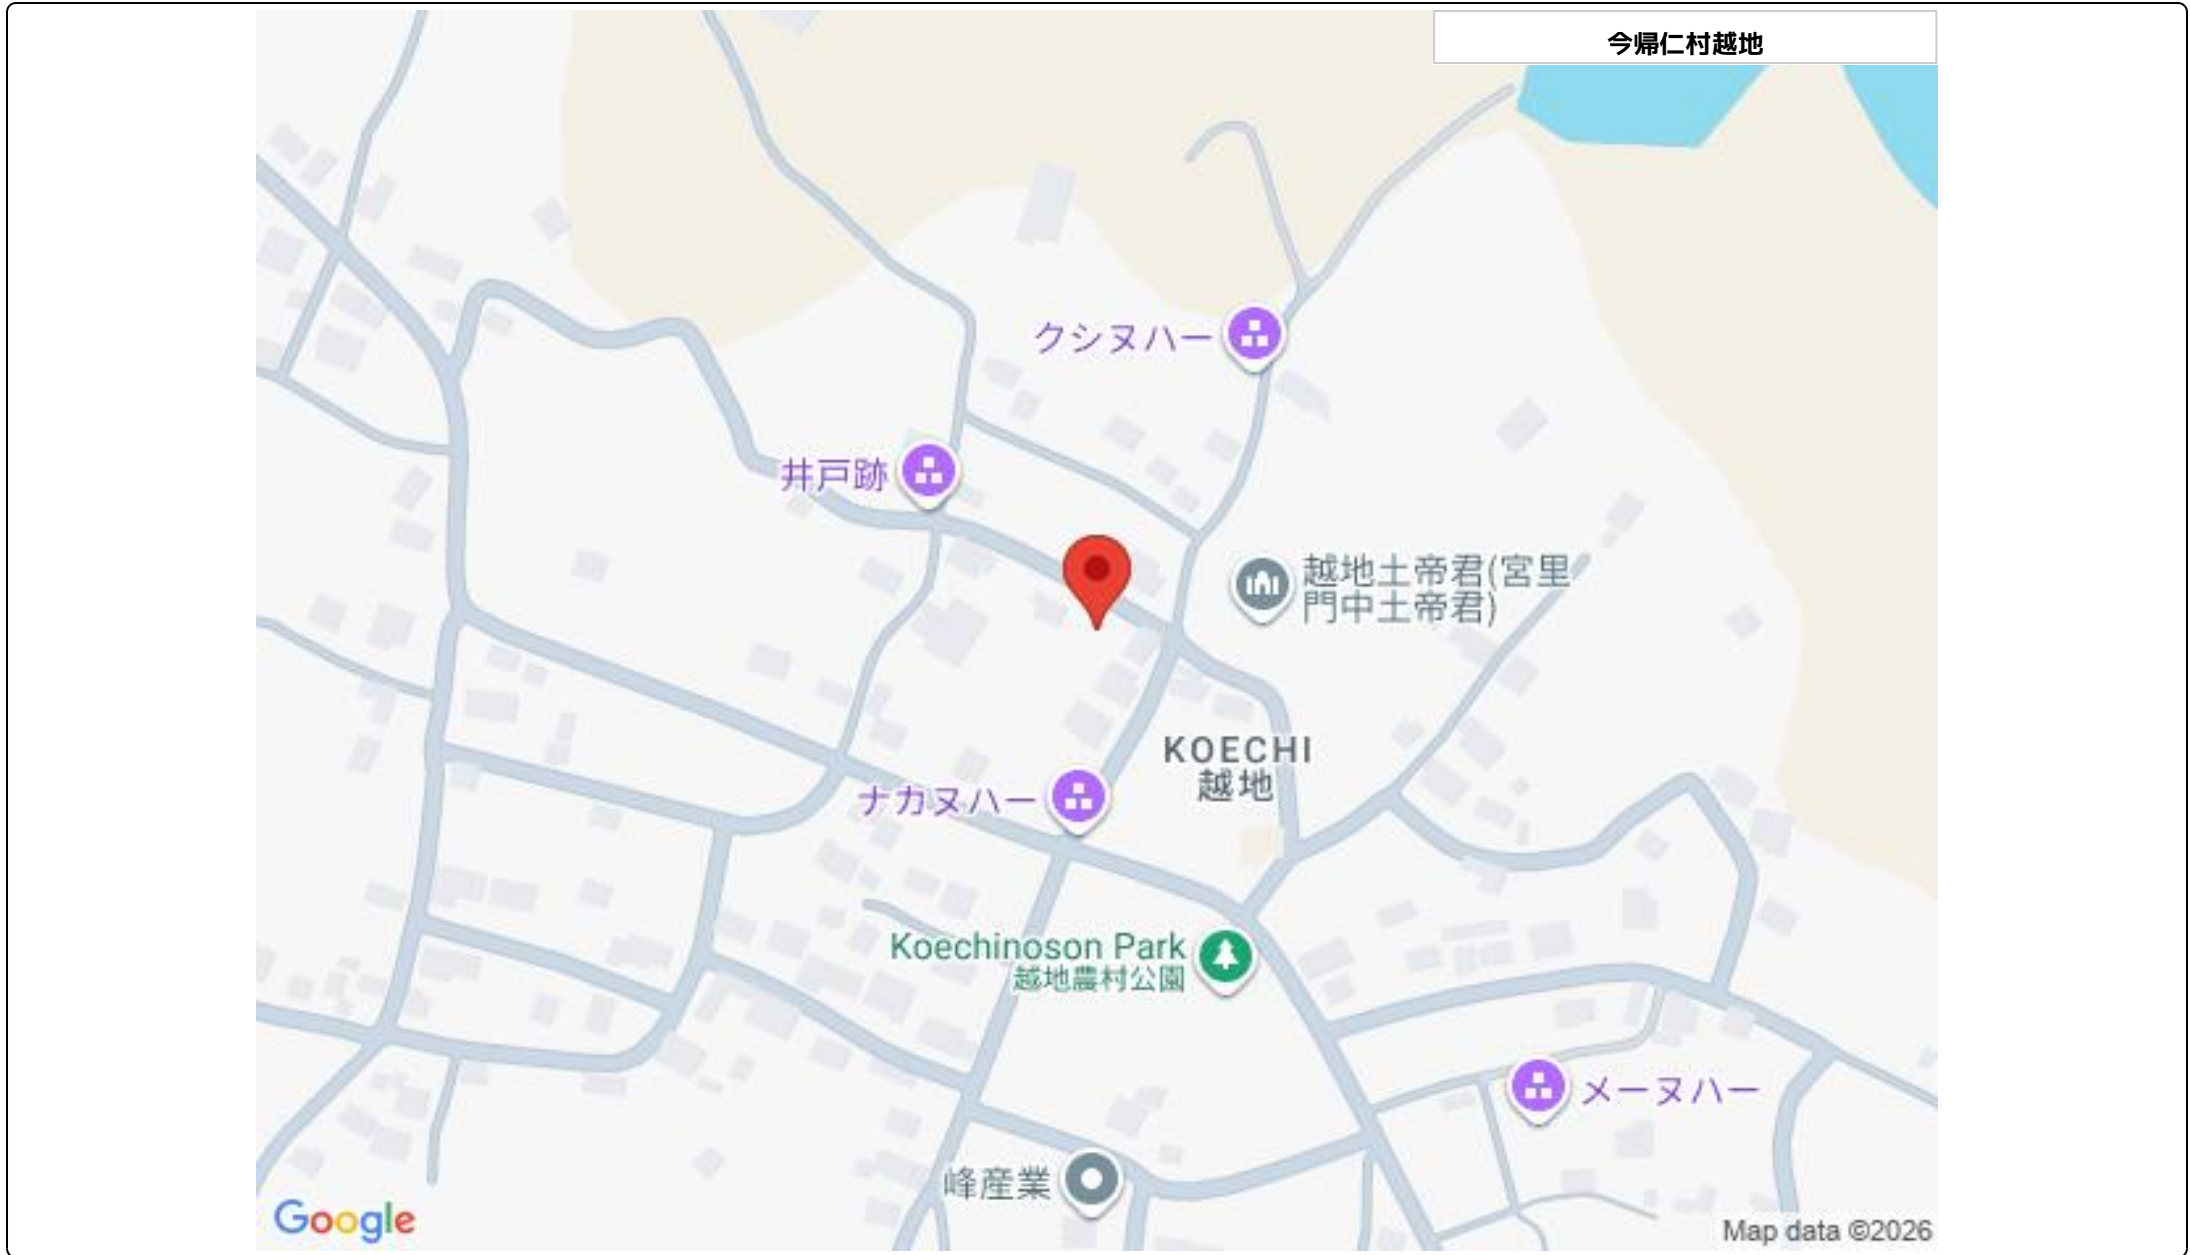 今帰仁村越地
クシヌハー
井戸跡
越地土帝君(宮里
門中土帝君)
KOECHI
越地
ナカヌハー
Koechinoson Park
越地農村公園
メーヌハー
峰産業
Google
Map data ©2026